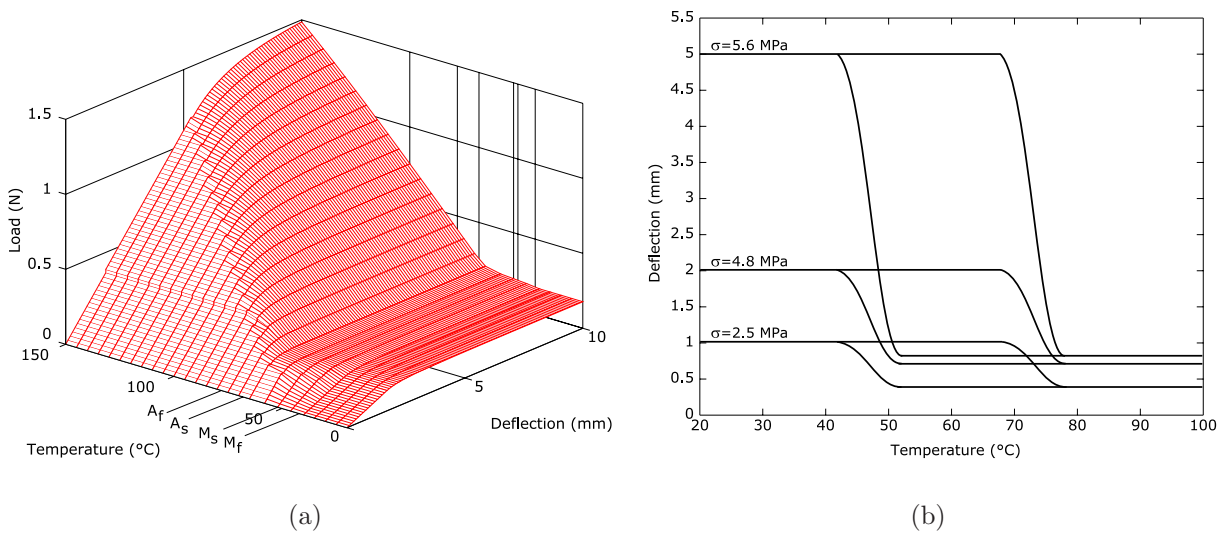 Load (N)
1.5
1
0.5
0
150
100
50
0
A_f
A_s
M_s
M_f
Temperature (°C)
10
5
Deflection (mm)
(a)
5.5
5
4.5
4
3.5
3
2.5
2
1.5
1
0.5
0
Deflection (mm)
σ=5.6 MPa
σ=4.8 MPa
σ=2.5 MPa
20 30 40 50 60 70 80 90 100
Temperature (°C)
(b)